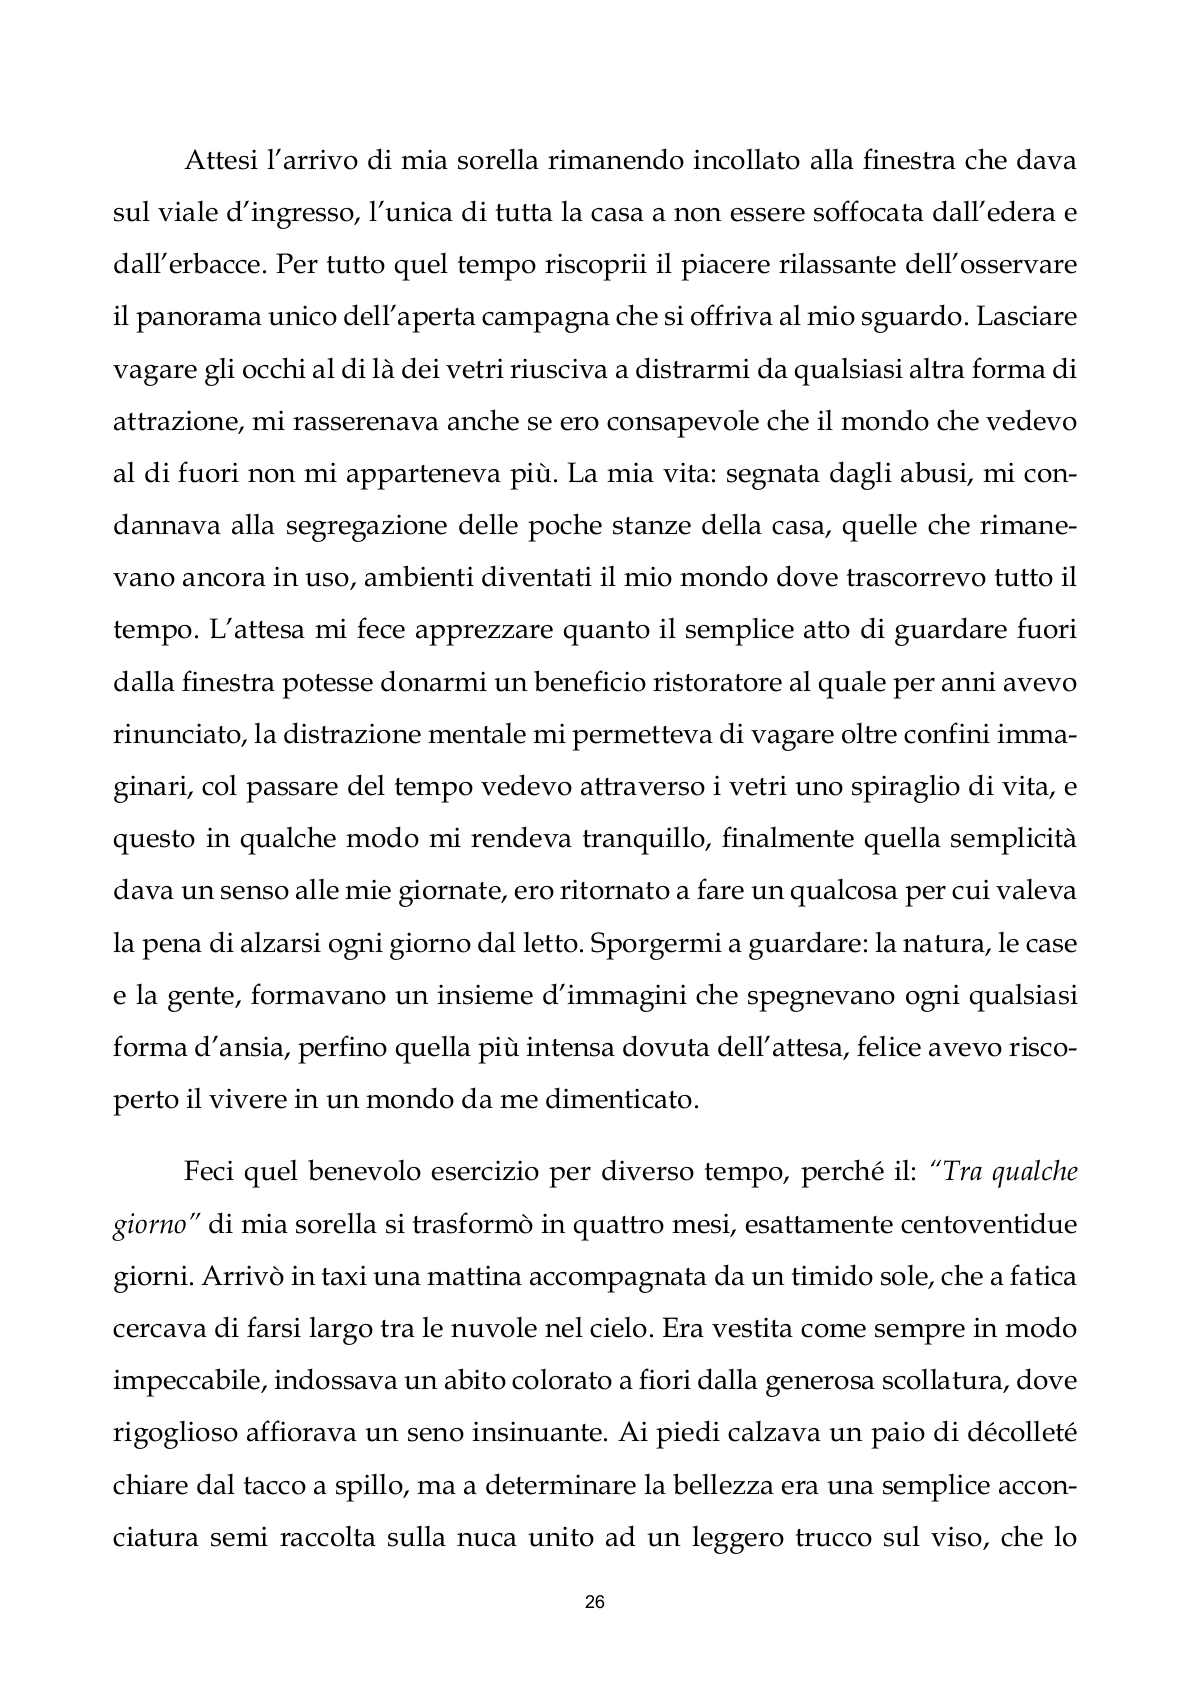 Attesi l’arrivo di mia sorella rimanendo incollato alla finestra che dava
sul viale d’ingresso, l’unica di tutta la casa a non essere soffocata dall’edera e
dall’erbacce. Per tutto quel tempo riscoprii il piacere rilassante dell’osservare
il panorama unico dell’aperta campagna che si offriva al mio sguardo. Lasciare
vagare gli occhi al di là dei vetri riusciva a distrarmi da qualsiasi altra forma di
attrazione, mi rasserenava anche se ero consapevole che il mondo che vedevo
al di fuori non mi apparteneva più. La mia vita: segnata dagli abusi, mi con-
dannava alla segregazione delle poche stanze della casa, quelle che rimane-
vano ancora in uso, ambienti diventati il mio mondo dove trascorrevo tutto il
tempo. L’attesa mi fece apprezzare quanto il semplice atto di guardare fuori
dalla finestra potesse donarmi un beneficio ristoratore al quale per anni avevo
rinunciato, la distrazione mentale mi permetteva di vagare oltre confini imma-
ginari, col passare del tempo vedevo attraverso i vetri uno spiraglio di vita, e
questo in qualche modo mi rendeva tranquillo, finalmente quella semplicità
dava un senso alle mie giornate, ero ritornato a fare un qualcosa per cui valeva
la pena di alzarsi ogni giorno dal letto. Sporgermi a guardare: la natura, le case
e la gente, formavano un insieme d’immagini che spegnevano ogni qualsiasi
forma d’ansia, perfino quella più intensa dovuta dell’attesa, felice avevo risco-
perto il vivere in un mondo da me dimenticato.
Feci quel benevolo esercizio per diverso tempo, perché il: “Tra qualche
giorno” di mia sorella si trasformò in quattro mesi, esattamente centoventidue
giorni. Arrivò in taxi una mattina accompagnata da un timido sole, che a fatica
cercava di farsi largo tra le nuvole nel cielo. Era vestita come sempre in modo
impeccabile, indossava un abito colorato a fiori dalla generosa scollatura, dove
rigoglioso affiorava un seno insinuante. Ai piedi calzava un paio di décolleté
chiare dal tacco a spillo, ma a determinare la bellezza era una semplice accon-
ciatura semi raccolta sulla nuca unito ad un leggero trucco sul viso, che lo
26